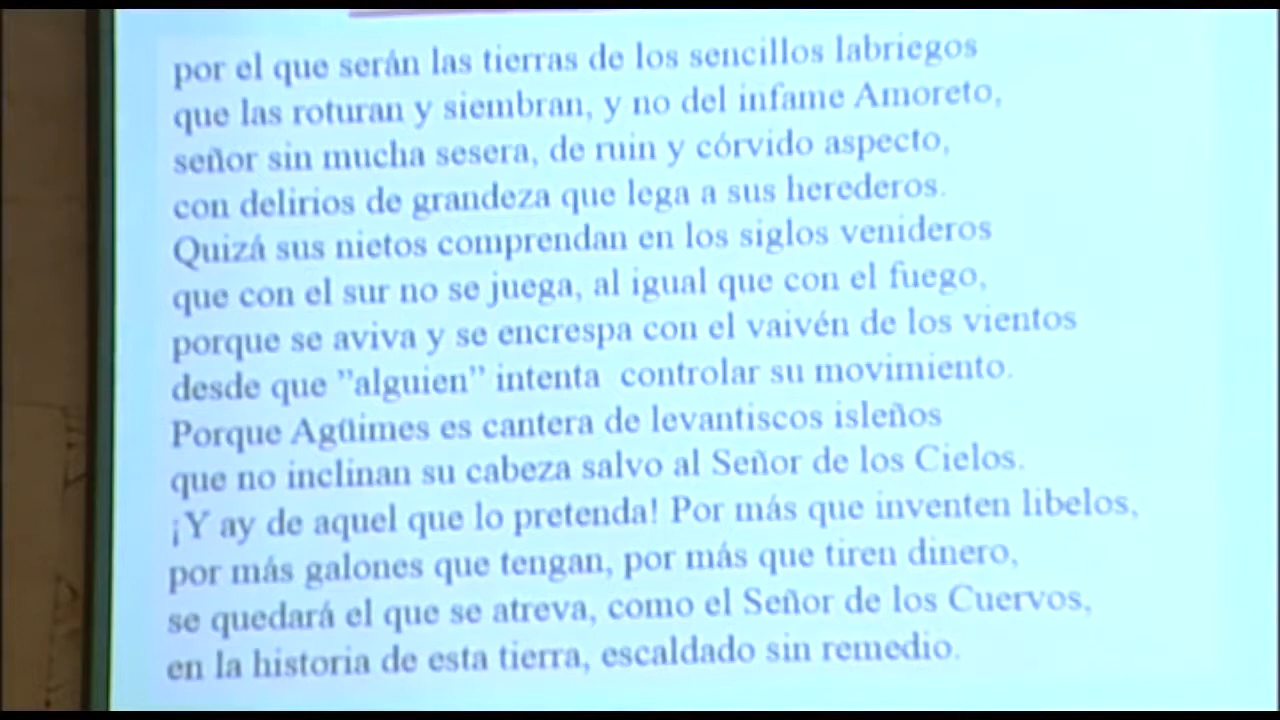 por el que serán las tierras de los sencillos labriegos
que las roturan y siembran, y no del infame Amoreto,
señor sin mucha sesera, de ruin y córvido aspecto,
con delirios de grandeza que lega a sus herederos.
Quizá sus nietos comprendan en los siglos venideros
que con el sur no se juega, al igual que con el fuego,
porque se aviva y se encrespa con el vaivén de los vientos
desde que ”alguien” intenta controlar su movimiento.
Porque Agüimes es cantera de levantiscos isleños
que no inclinan su cabeza salvo al Señor de los Cielos.
¡Y ay de aquel que lo pretenda! Por más que inventen libelos,
por más galones que tengan, por más que tiren dinero,
se quedará el que se atreva, como el Señor de los Cuervos,
en la historia de esta tierra, escaldado sin remedio.